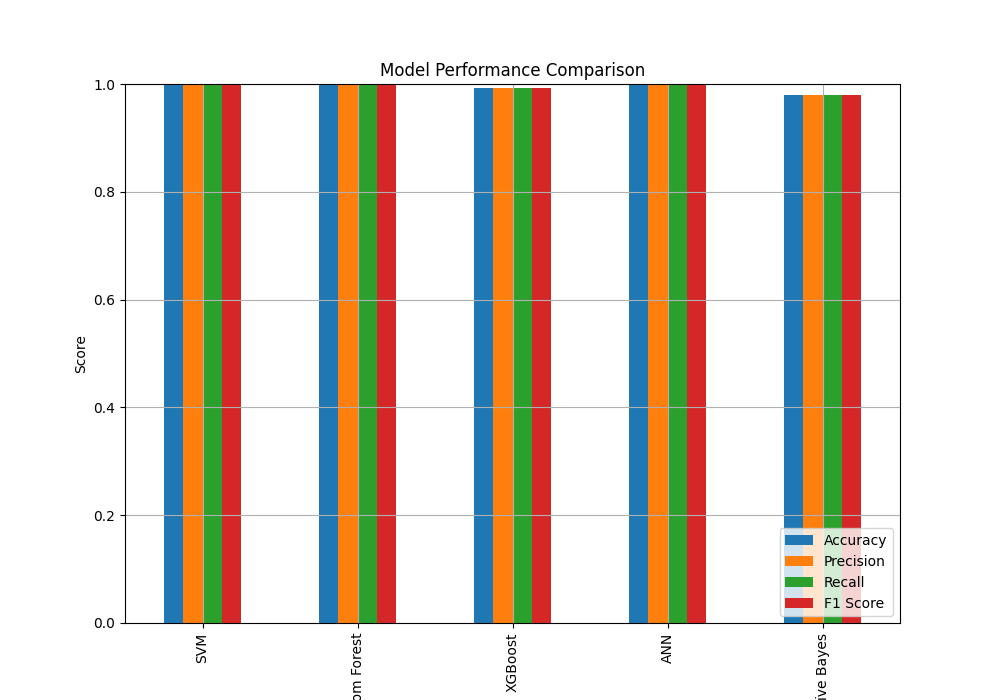 Model Performance Comparison
1.0
0.8
0.6
0.4
0.2
0.0
Score
Accuracy
Precision
Recall
F1 Score
SVM
om Forest
XGBoost
ANN
ive Bayes